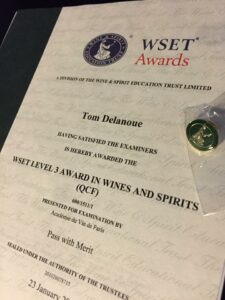 WSET®
Awards
A DIVISION OF THE WINE & SPIRIT EDUCATION TRUST LIMITED
Tom Delanoue
HAVING SATISFIED THE EXAMINERS
IS HEREBY AWARDED THE
WSET LEVEL 3 AWARD IN WINES AND SPIRITS
(QCF)
PRESENTED FOR EXAMINATION BY
Académie du Vin de Paris
Pass with Merit
SEALED UNDER THE AUTHORITY OF THE TRUSTEES
23 January